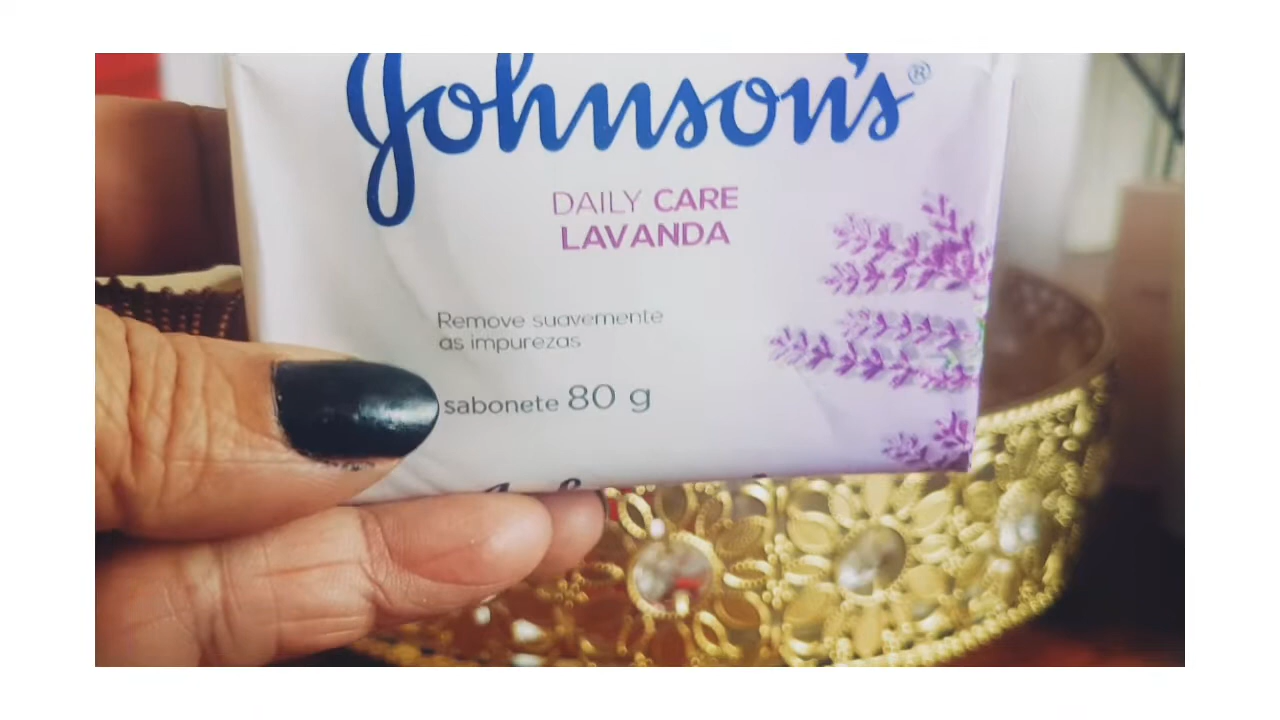 Johnson's®
DAILY CARE
LAVANDA
Remove suavemente
as impurezas
sabonete 80 g